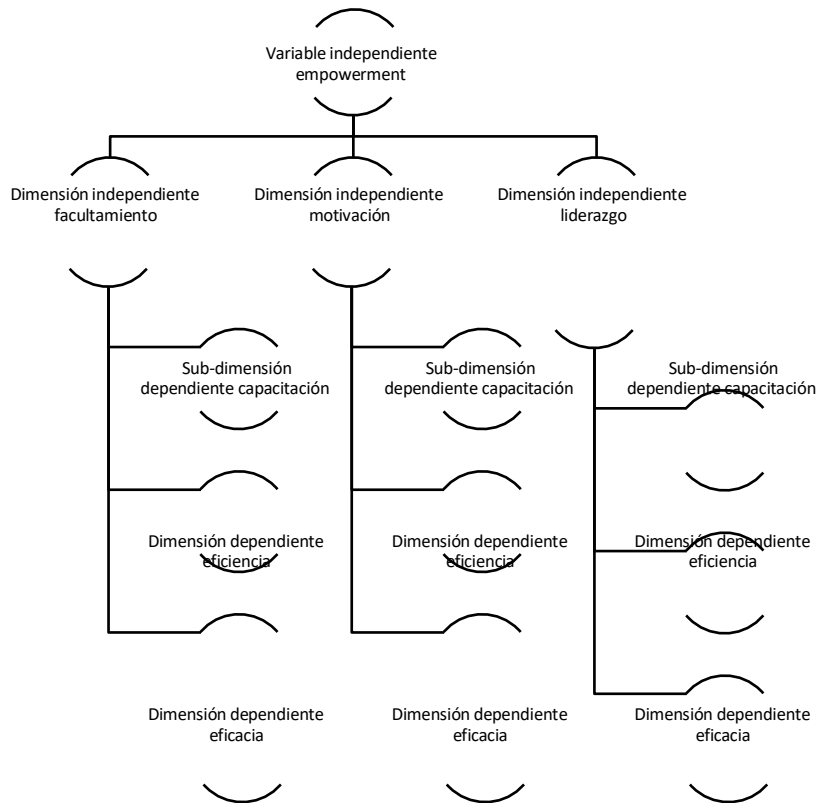 Variable independiente
empowerment
Dimensión independiente
facultamiento
Dimensión independiente
motivación
Dimensión independiente
liderazgo
Sub-dimensión
dependiente capacitación
Sub-dimensión
dependiente capacitación
Sub-dimensión
dependiente capacitación
Dimensión dependiente
eficiencia
Dimensión dependiente
eficiencia
Dimensión dependiente
eficiencia
Dimensión dependiente
eficacia
Dimensión dependiente
eficacia
Dimensión dependiente
eficacia